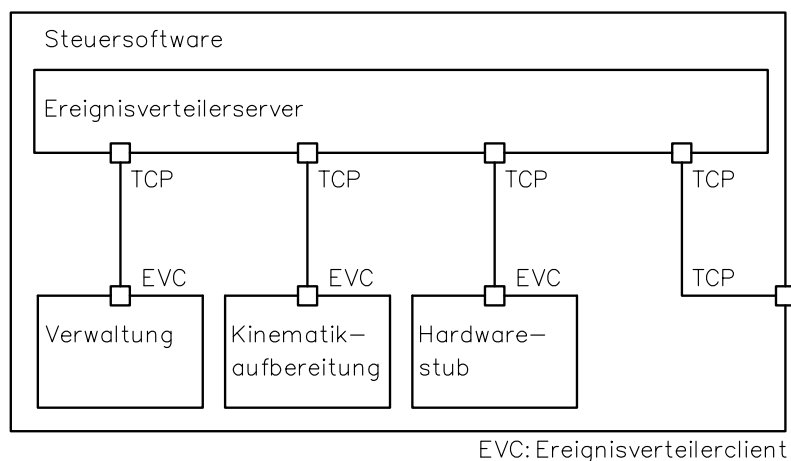 Steuersoftware
Ereignisverteilerserver
TCP TCP TCP TCP
EVC EVC EVC TCP
Verwaltung
Kinematik-
aufbereitung
Hardware-
stub
EVC: Ereignisverteilerclient